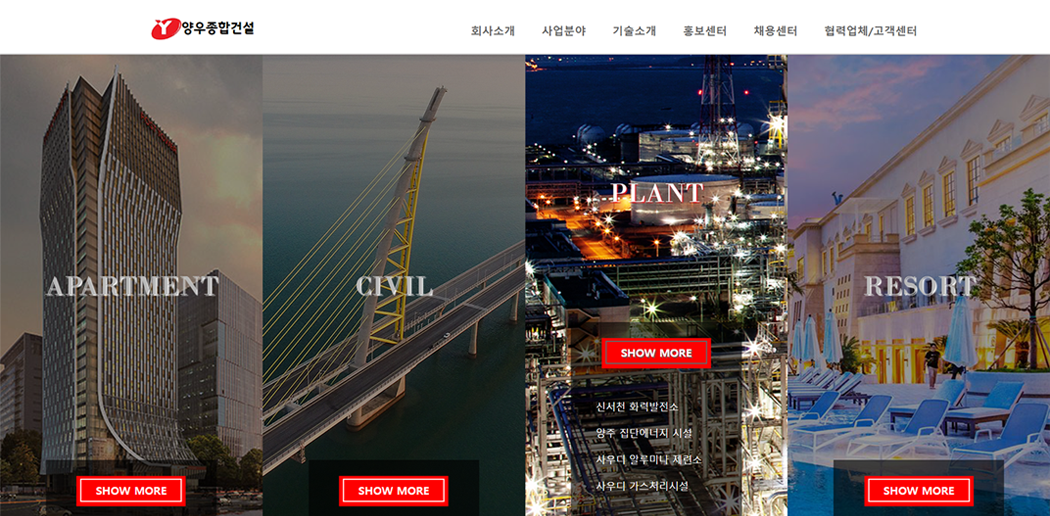 양우종합건설
회사소개 사업분야 기술소개 홍보센터 채용센터 협력업체/고객센터
APARTMENT
SHOW MORE
CIVIL
SHOW MORE
PLANT
SHOW MORE
신서천 화력발전소
양주 집단에너지 시설
사우디 알루미나 제련소
사우디 가스처리시설
RESORT
SHOW MORE